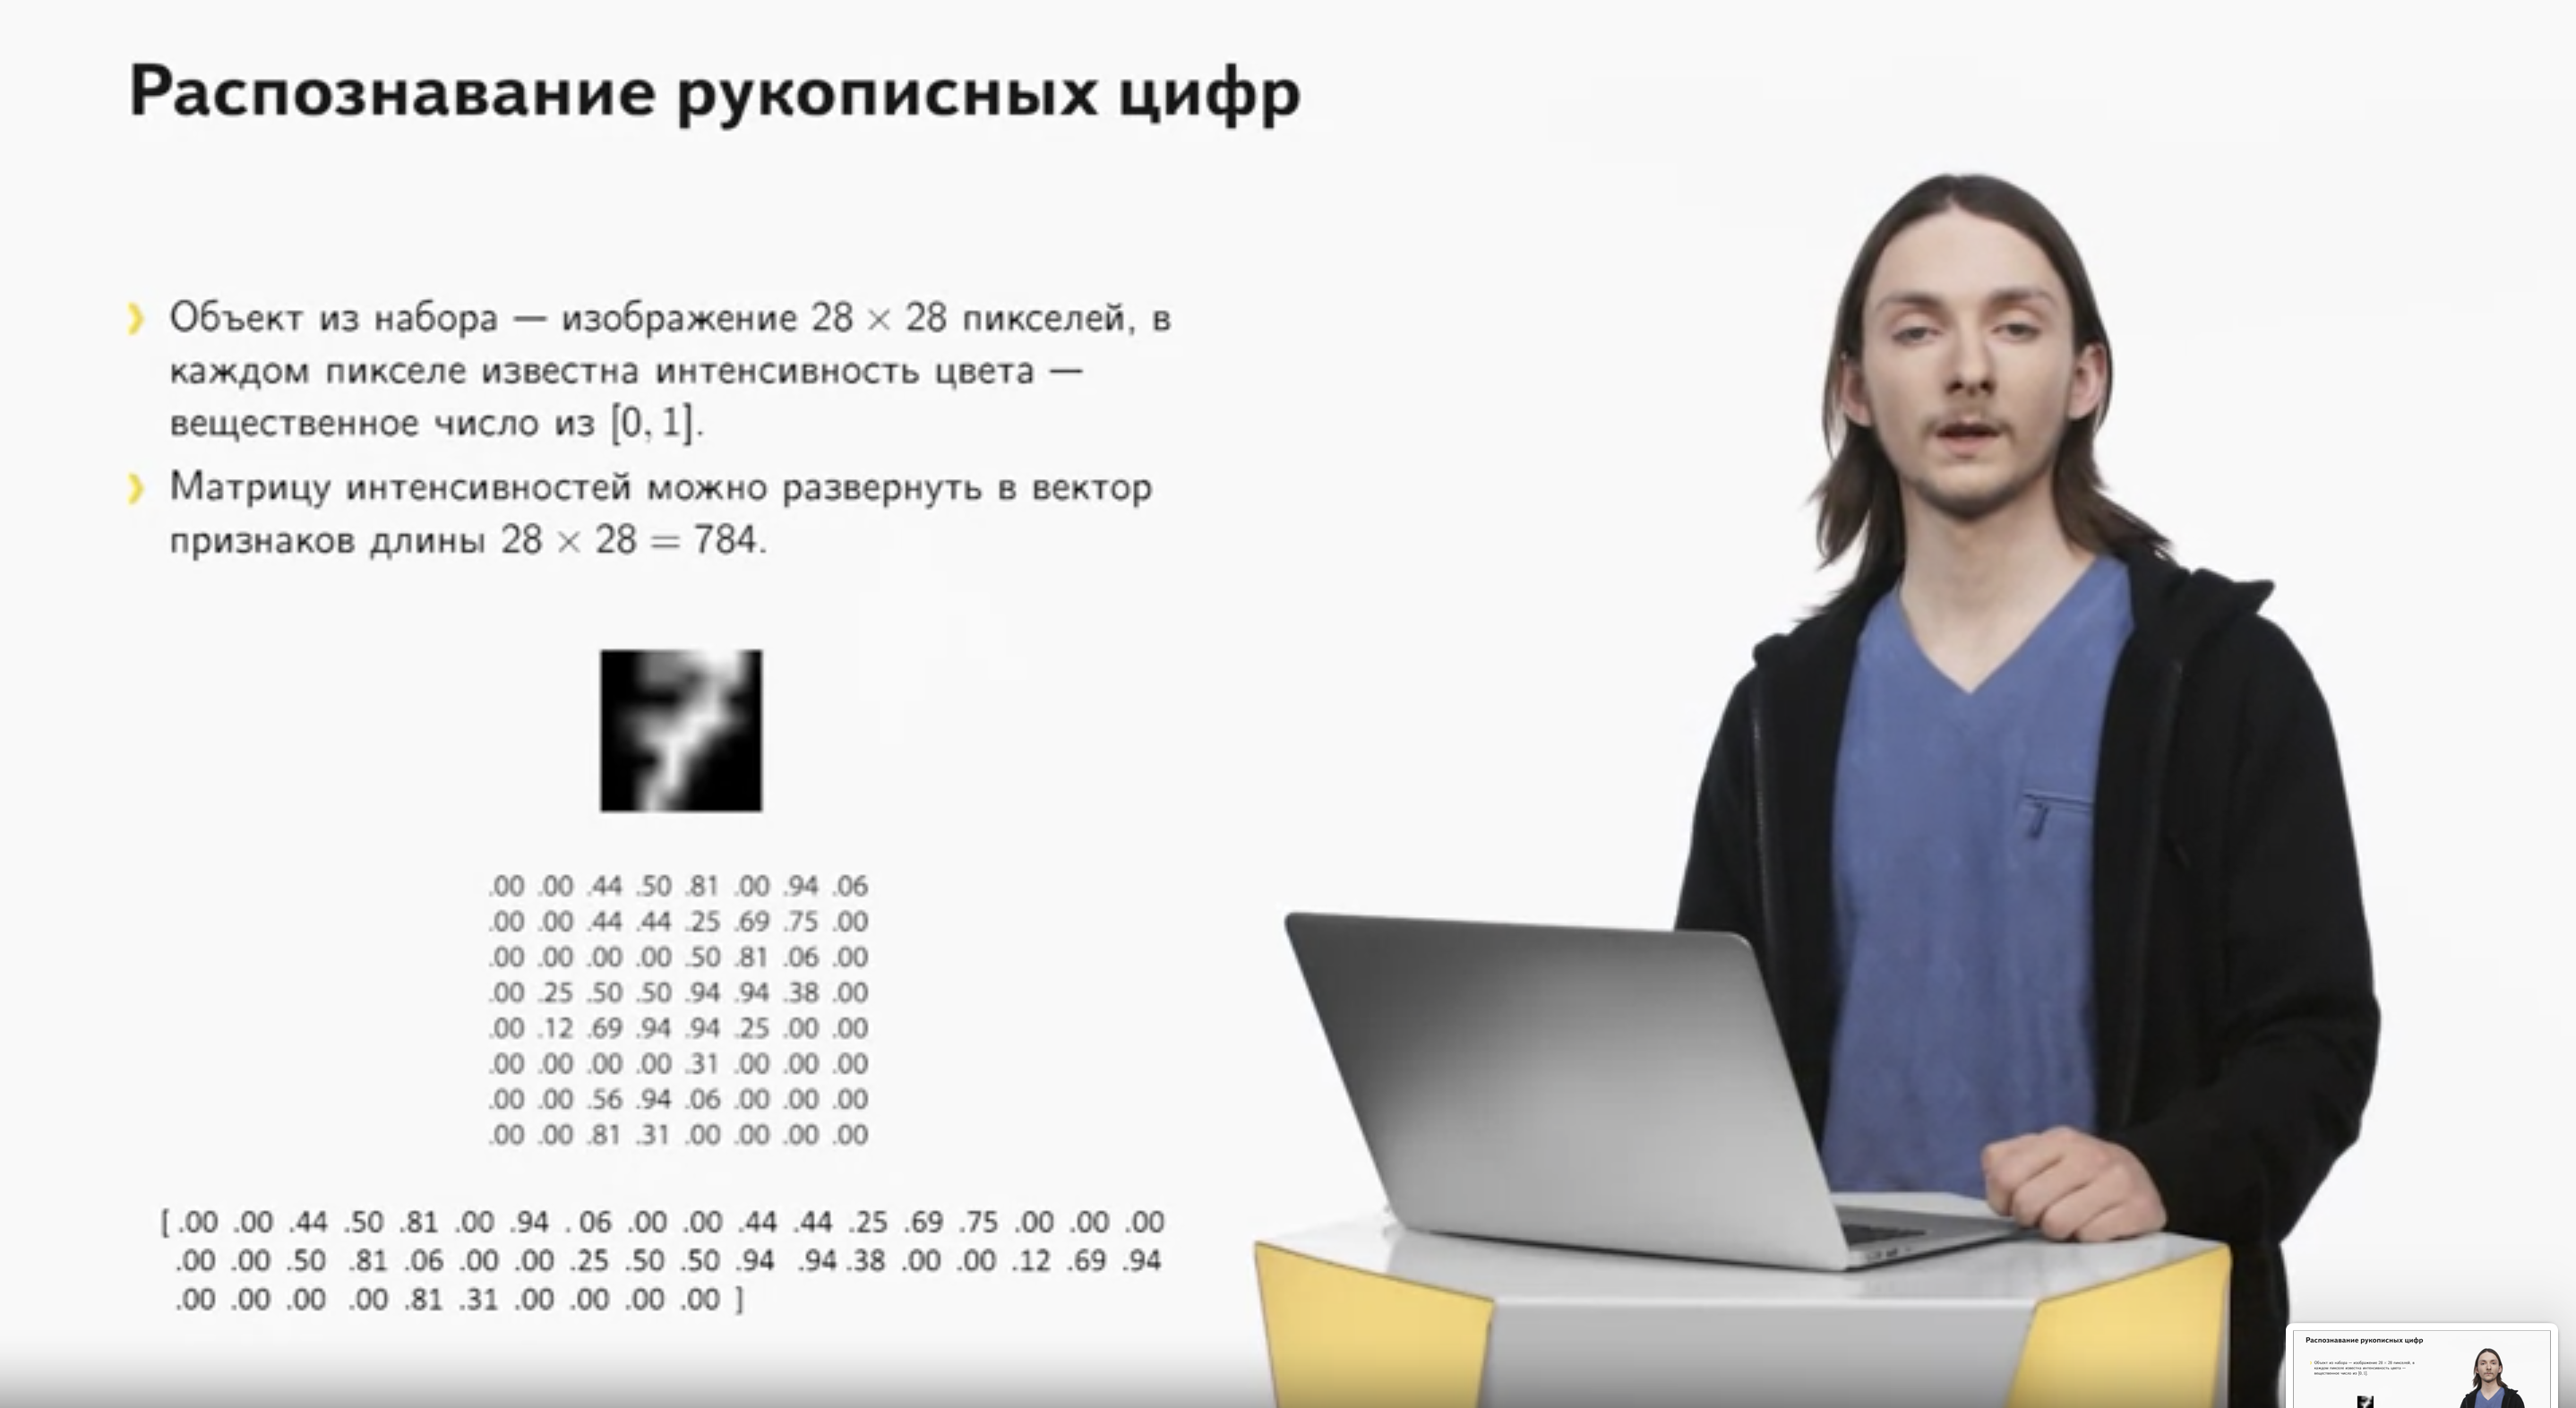 Распознавание рукописных цифр
Объект из набора — изображение 28 × 28 пикселей, в
каждом пикселе известна интенсивность цвета —
вещественное число из [0, 1].
Матрицу интенсивностей можно развернуть в вектор
признаков длины 28 × 28 = 784.
.00 .00 .44 .50 .81 .00 .94 .06
.00 .00 .44 .44 .25 .69 .75 .00
.00 .00 .00 .00 .50 .81 .06 .00
.00 .25 .50 .50 .94 .94 .38 .00
.00 .12 .69 .94 .94 .25 .00 .00
.00 .00 .00 .00 .31 .00 .00 .00
.00 .00 .56 .94 .06 .00 .00 .00
.00 .00 .81 .31 .00 .00 .00 .00
[ .00 .00 .44 .50 .81 .00 .94 . 06 .00 .00 .44 .44 .25 .69 .75 .00 .00 .00
.00 .00 .50 .81 .06 .00 .00 .25 .50 .50 .94 .94 .38 .00 .00 .12 .69 .94
.00 .00 .00 .00 .81 .31 .00 .00 .00 .00 ]
Распознавание рукописных цифр